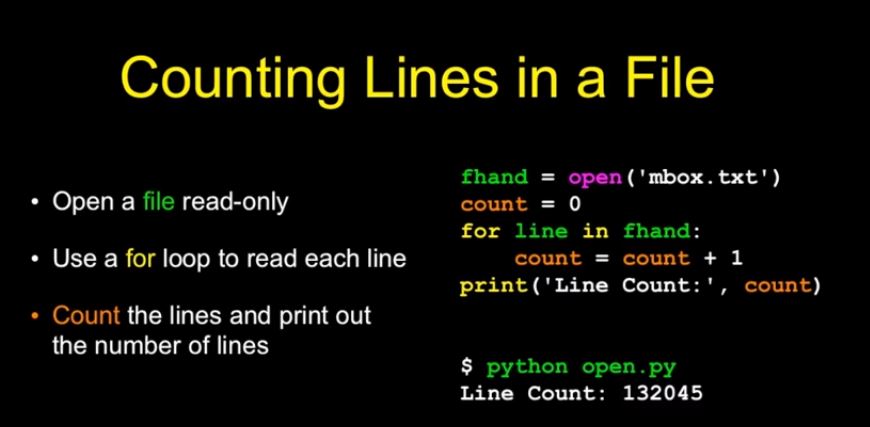 Counting Lines in a File
• Open a file read-only
• Use a for loop to read each line
• Count the lines and print out
the number of lines
fhand = open('mbox.txt')
count = 0
for line in fhand:
    count = count + 1
print('Line Count:', count)
$ python open.py
Line Count: 132045